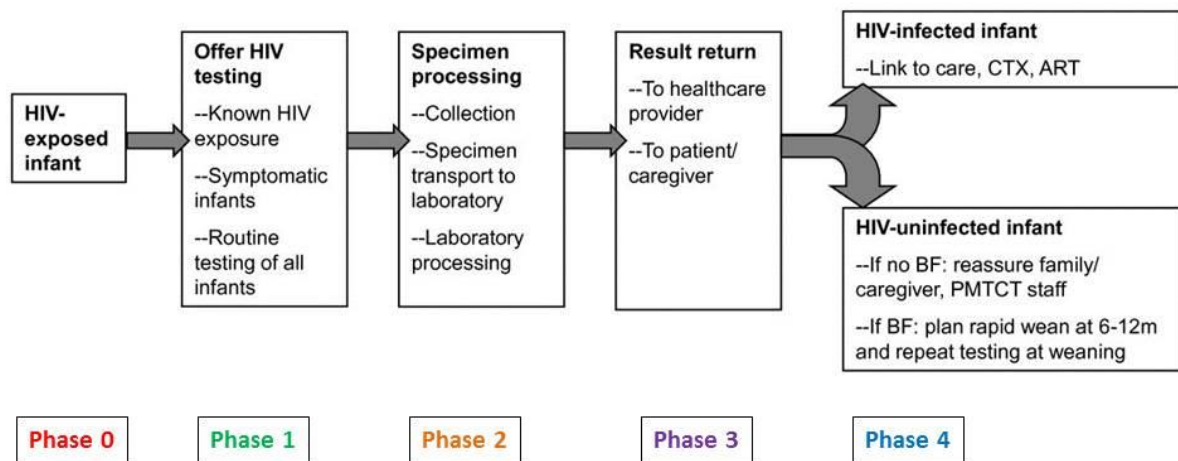 HIV-
exposed
infant
Offer HIV
testing
--Known HIV
exposure
--Symptomatic
infants
--Routine
testing of all
infants
Specimen
processing
--Collection
--Specimen
transport to
laboratory
--Laboratory
processing
Result return
--To healthcare
provider
--To patient/
caregiver
HIV-infected infant
--Link to care, CTX, ART
HIV-uninfected infant
--If no BF: reassure family/
caregiver, PMTCT staff
--If BF: plan rapid wean at 6-12m
and repeat testing at weaning
Phase 0
Phase 1
Phase 2
Phase 3
Phase 4